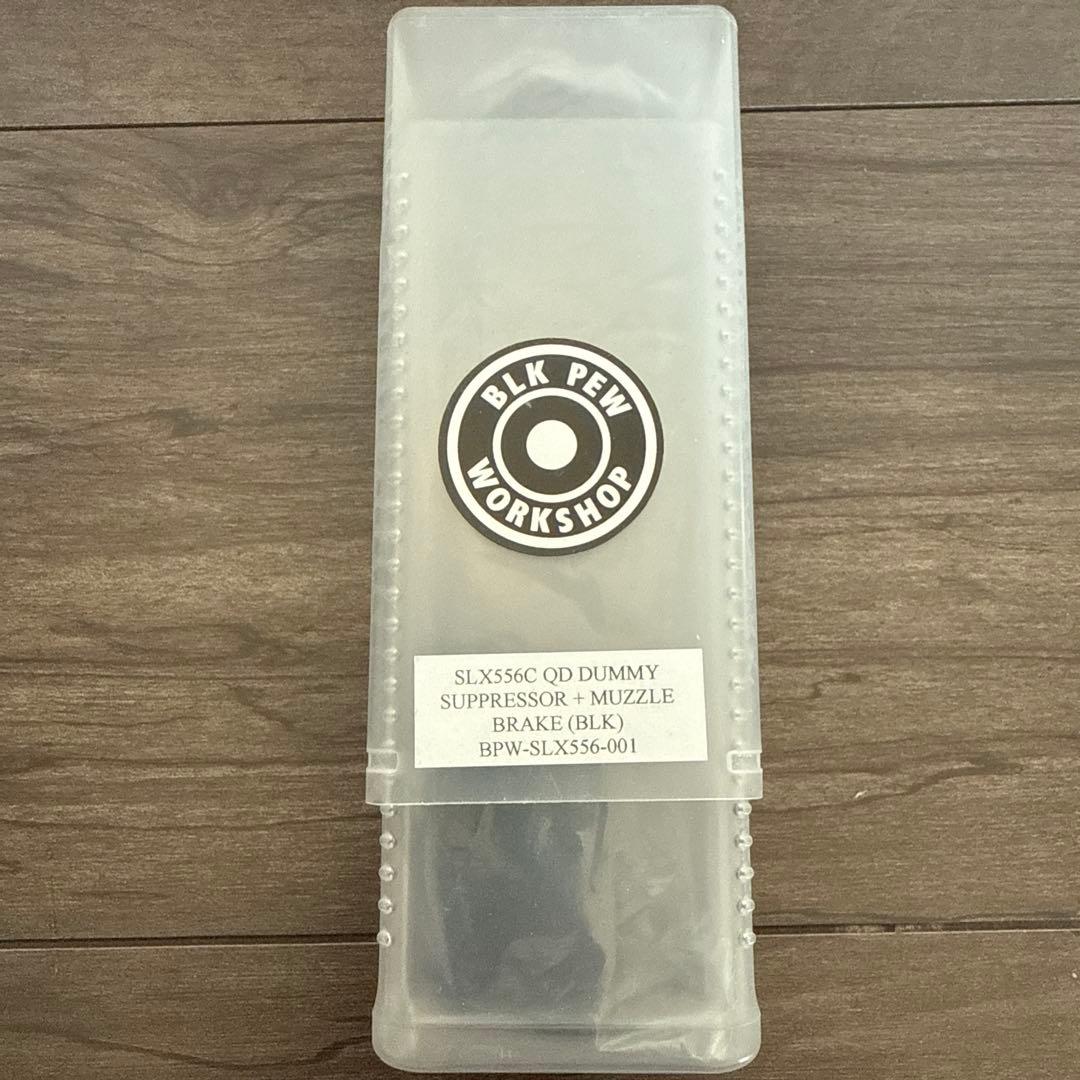 BLK PEW
WORKSHOP
SLX556C QD DUMMY
SUPPRESSOR + MUZZLE
BRAKE (BLK)
BPW-SLX556-001